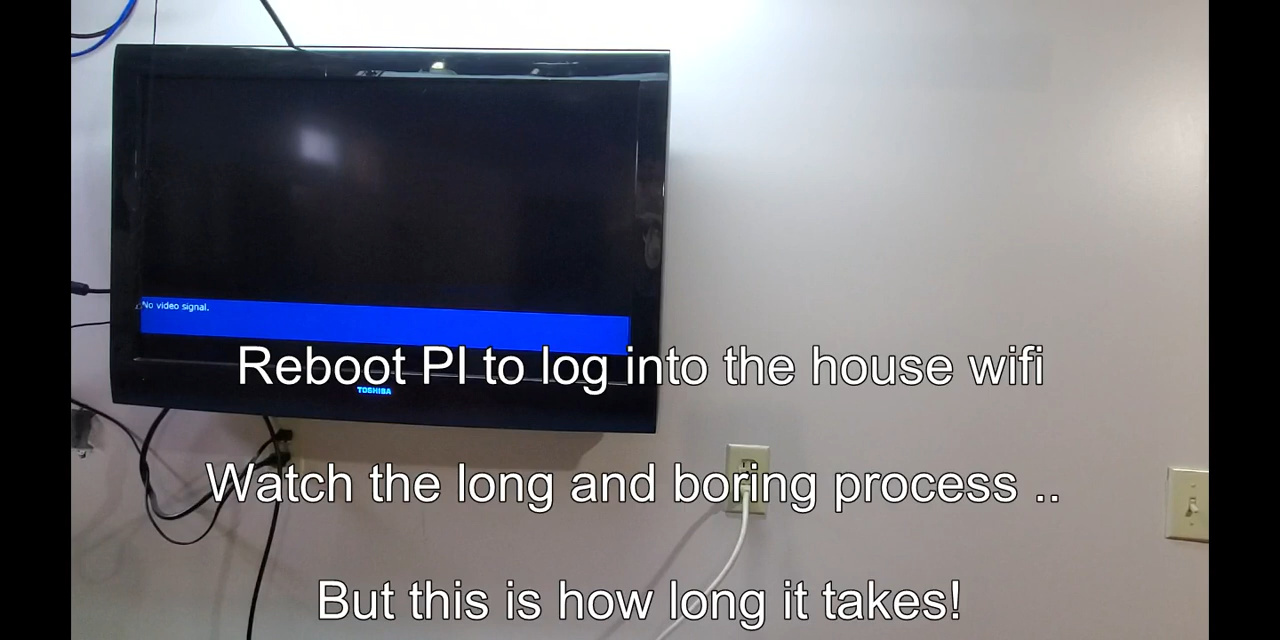 No video signal.
TOSHIBA
Reboot PI to log into the house wifi
Watch the long and boring process ..
But this is how long it takes!